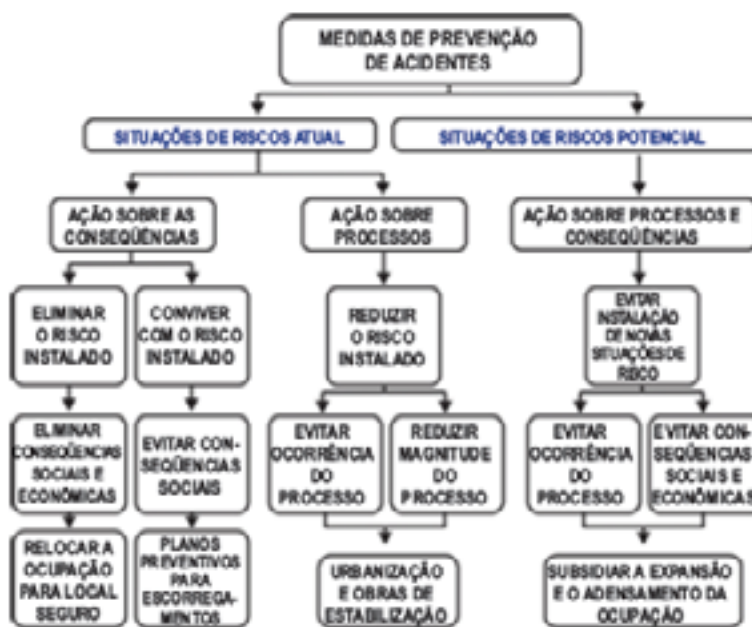 MEDIDAS DE PREVENÇÃO
DE ACIDENTES
SITUAÇÕES DE RISCOS ATUAL
SITUAÇÕES DE RISCOS POTENCIAL
AÇÃO SOBRE AS
CONSEQÜÊNCIAS
AÇÃO SOBRE
PROCESSOS
AÇÃO SOBRE PROCESSOS E
CONSEQÜÊNCIAS
ELIMINAR
O RISCO
INSTALADO
CONVIVER
COM O RISCO
INSTALADO
REDUZIR
O RISCO
INSTALADO
EVITAR
INSTALAÇÃO
DE NOVAS
SITUAÇÕES DE
RISCO
ELIMINAR
CONSEQÜÊNCIAS
SOCIAIS E
ECONÔMICAS
EVITAR CON-
SEQÜENCIAS
SOCIAIS
EVITAR
OCORRÊNCIA
DO
PROCESSO
REDUZIR
MAGNITUDE
DO
PROCESSO
EVITAR
OCORRÊNCIA
DO
PROCESSO
EVITAR CON-
SEQÜÊNCIAS
SOCIAIS E
ECONÔMICAS
RELOCAR A
OCUPAÇÃO
PARA LOCAL
SEGURO
PLANOS
PREVENTIVOS
PARA
ESCORREGA-
MENTOS
URBANIZAÇÃO
E OBRAS DE
ESTABILIZAÇÃO
SUBSIDIAR A EXPANSÃO
E O ADENSAMENTO DA
OCUPAÇÃO